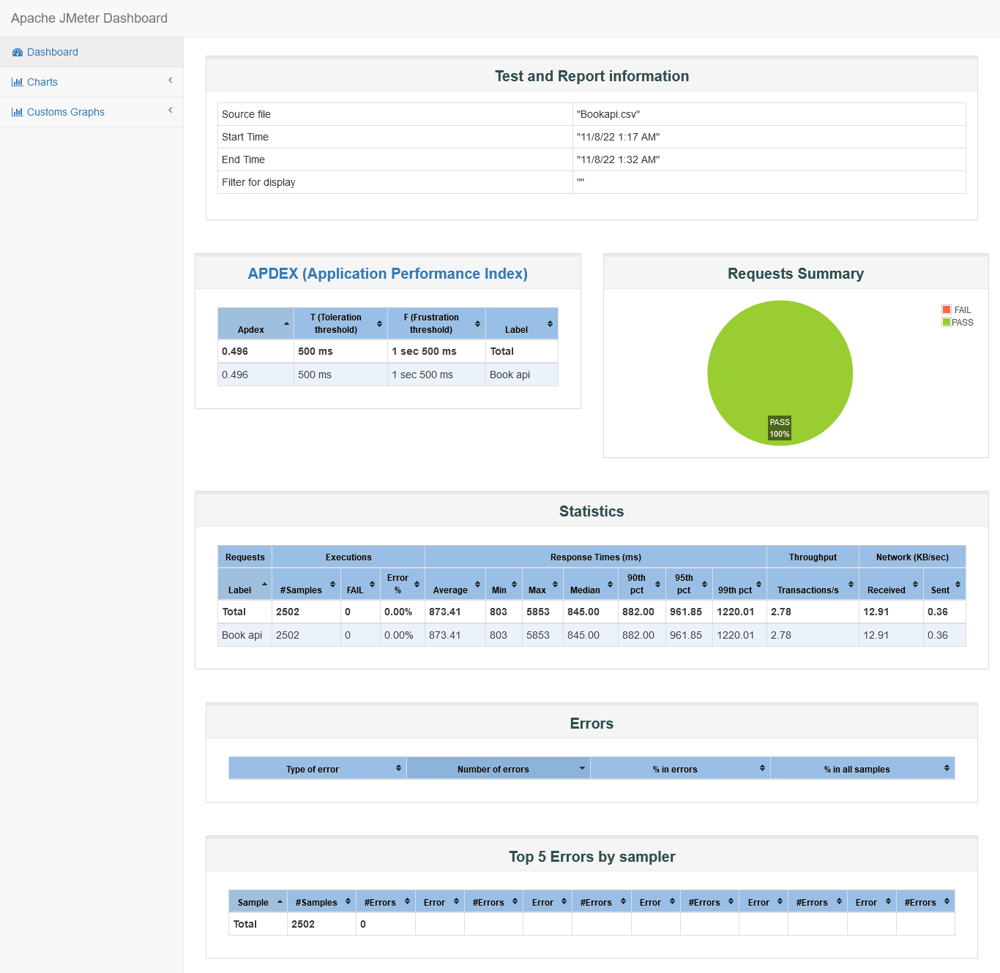 Apache JMeter Dashboard
Dashboard
Charts
Customs Graphs
Test and Report information
Source file "Bookapi.csv"
Start Time "11/8/22 1:17 AM"
End Time "11/8/22 1:32 AM"
Filter for display ""
APDEX (Application Performance Index)
Apdex T (Toleration threshold) F (Frustration threshold) Label
0.496 500 ms 1 sec 500 ms Total
0.496 500 ms 1 sec 500 ms Book api
Requests Summary
FAIL
PASS
PASS
100%
Statistics
Requests Executions Response Times (ms) Throughput Network (KB/sec)
Label #Samples FAIL Error % Average Min Max Median 90th pct 95th pct 99th pct Transactions/s Received Sent
Total 2502 0 0.00% 873.41 803 5853 845.00 882.00 961.85 1220.01 2.78 12.91 0.36
Book api 2502 0 0.00% 873.41 803 5853 845.00 882.00 961.85 1220.01 2.78 12.91 0.36
Errors
Type of error Number of errors % in errors % in all samples
Top 5 Errors by sampler
Sample #Samples #Errors Error #Errors Error #Errors Error #Errors Error #Errors Error #Errors
Total 2502 0